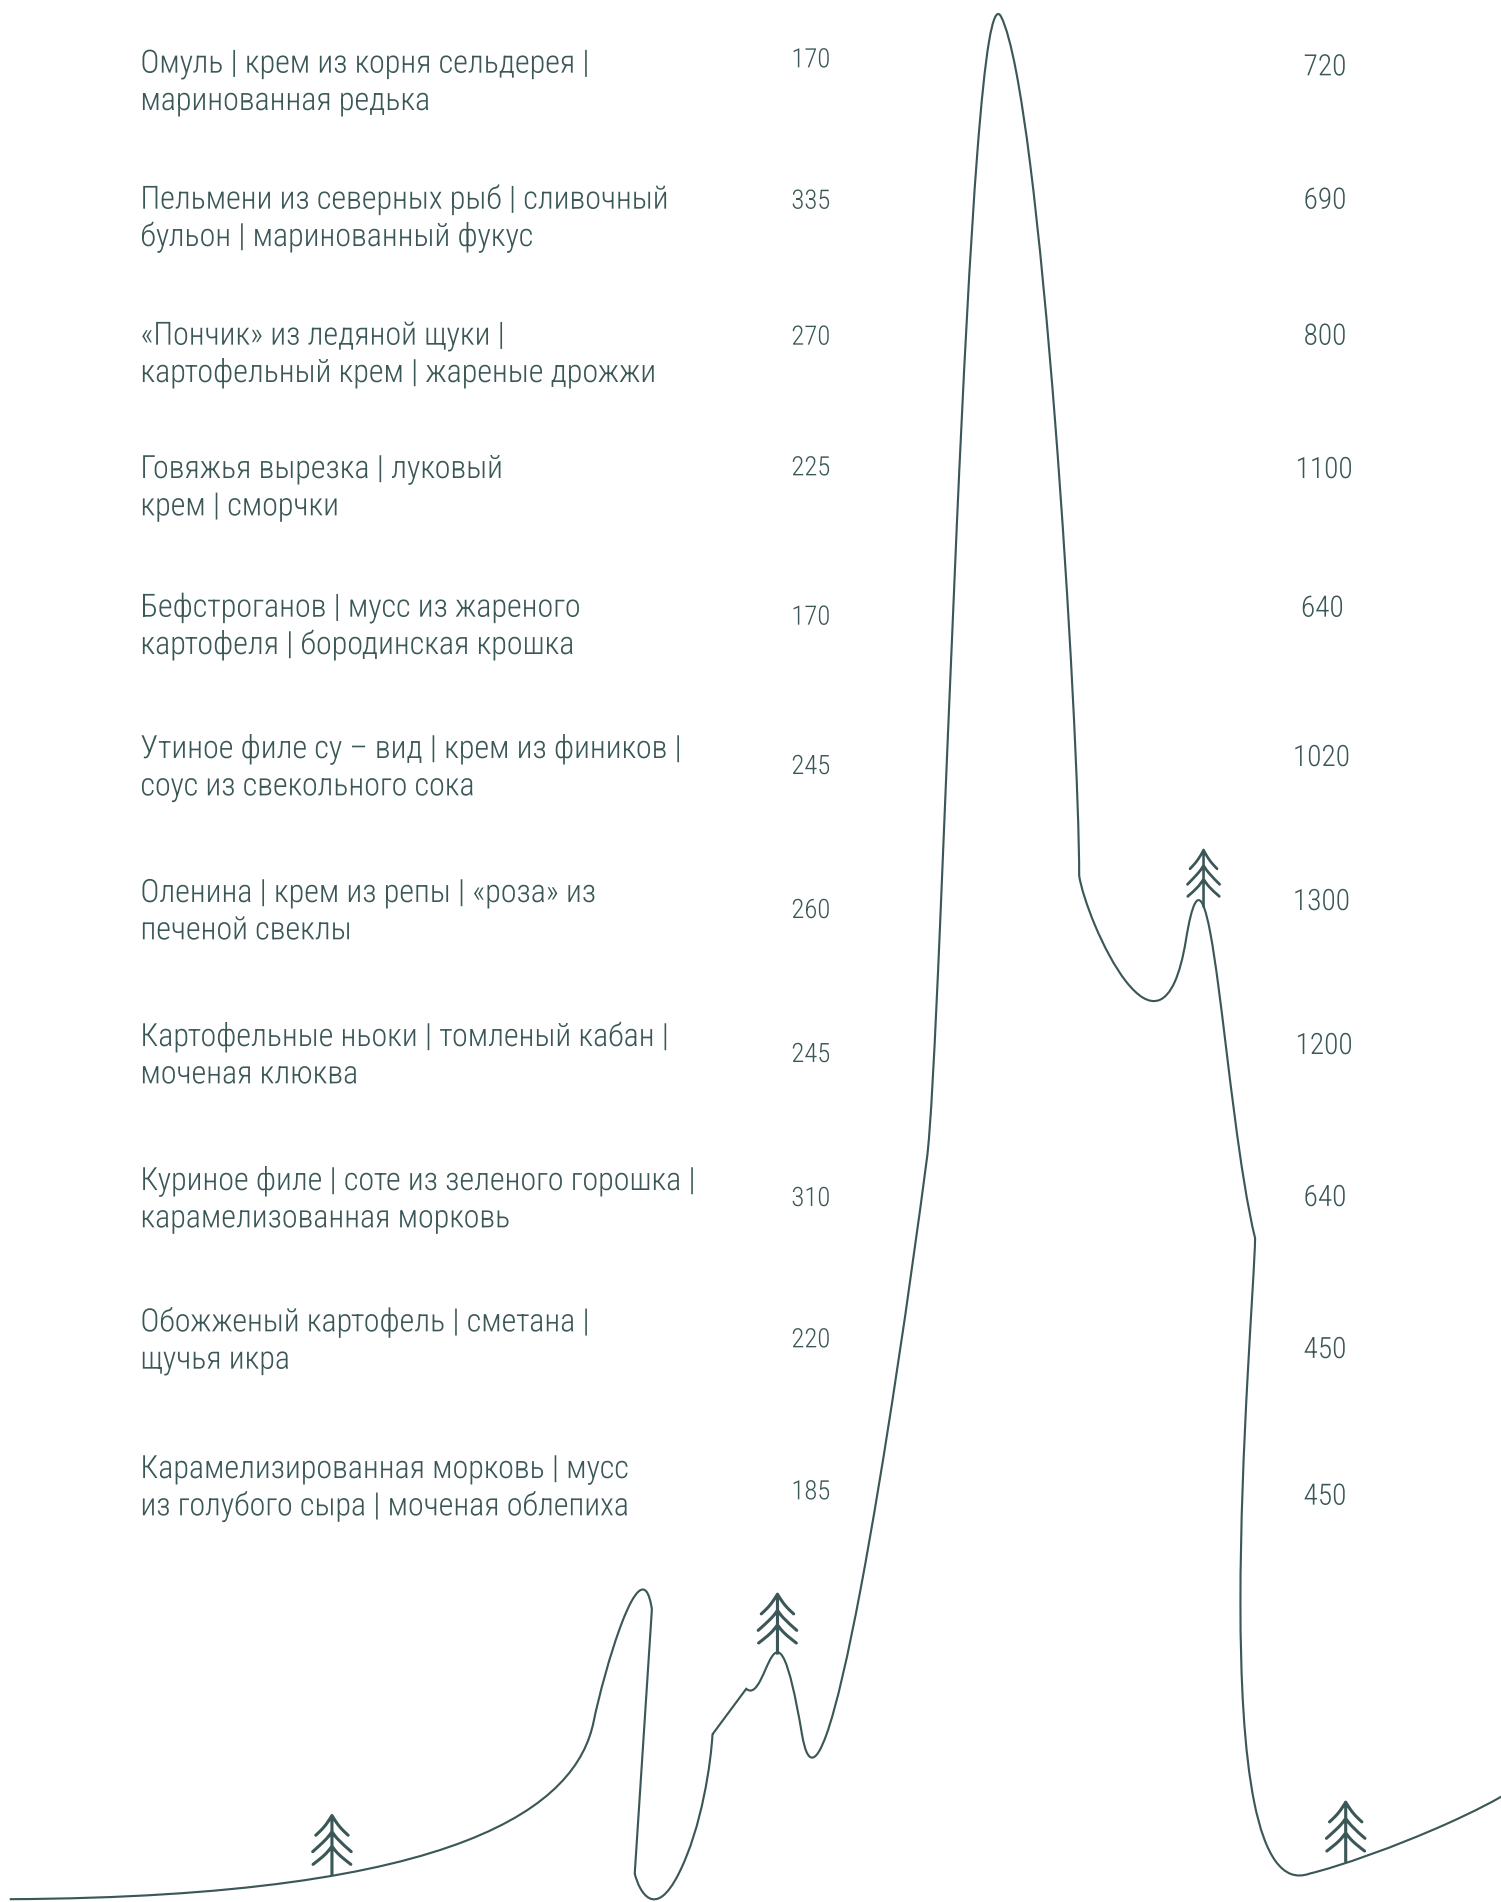 Омуль | крем из корня сельдерея | 170 720
маринованная редька
Пельмени из северных рыб | сливочный 335 690
бульон | маринованный фукус
«Пончик» из ледяной щуки | 270 800
картофельный крем | жареные дрожжи
Говяжья вырезка | луковый 225 1100
крем | сморчки
Бефстроганов | мусс из жареного 170 640
картофеля | бородинская крошка
Утиное филе су – вид | крем из фиников | 245 1020
соус из свекольного сока
Оленина | крем из репы | «роза» из 260 1300
печеной свеклы
Картофельные ньоки | томленый кабан | 245 1200
моченая клюква
Куриное филе | соте из зеленого горошка | 310 640
карамелизованная морковь
Обожженый картофель | сметана | 220 450
щучья икра
Карамелизированная морковь | мусс 185 450
из голубого сыра | моченая облепиха